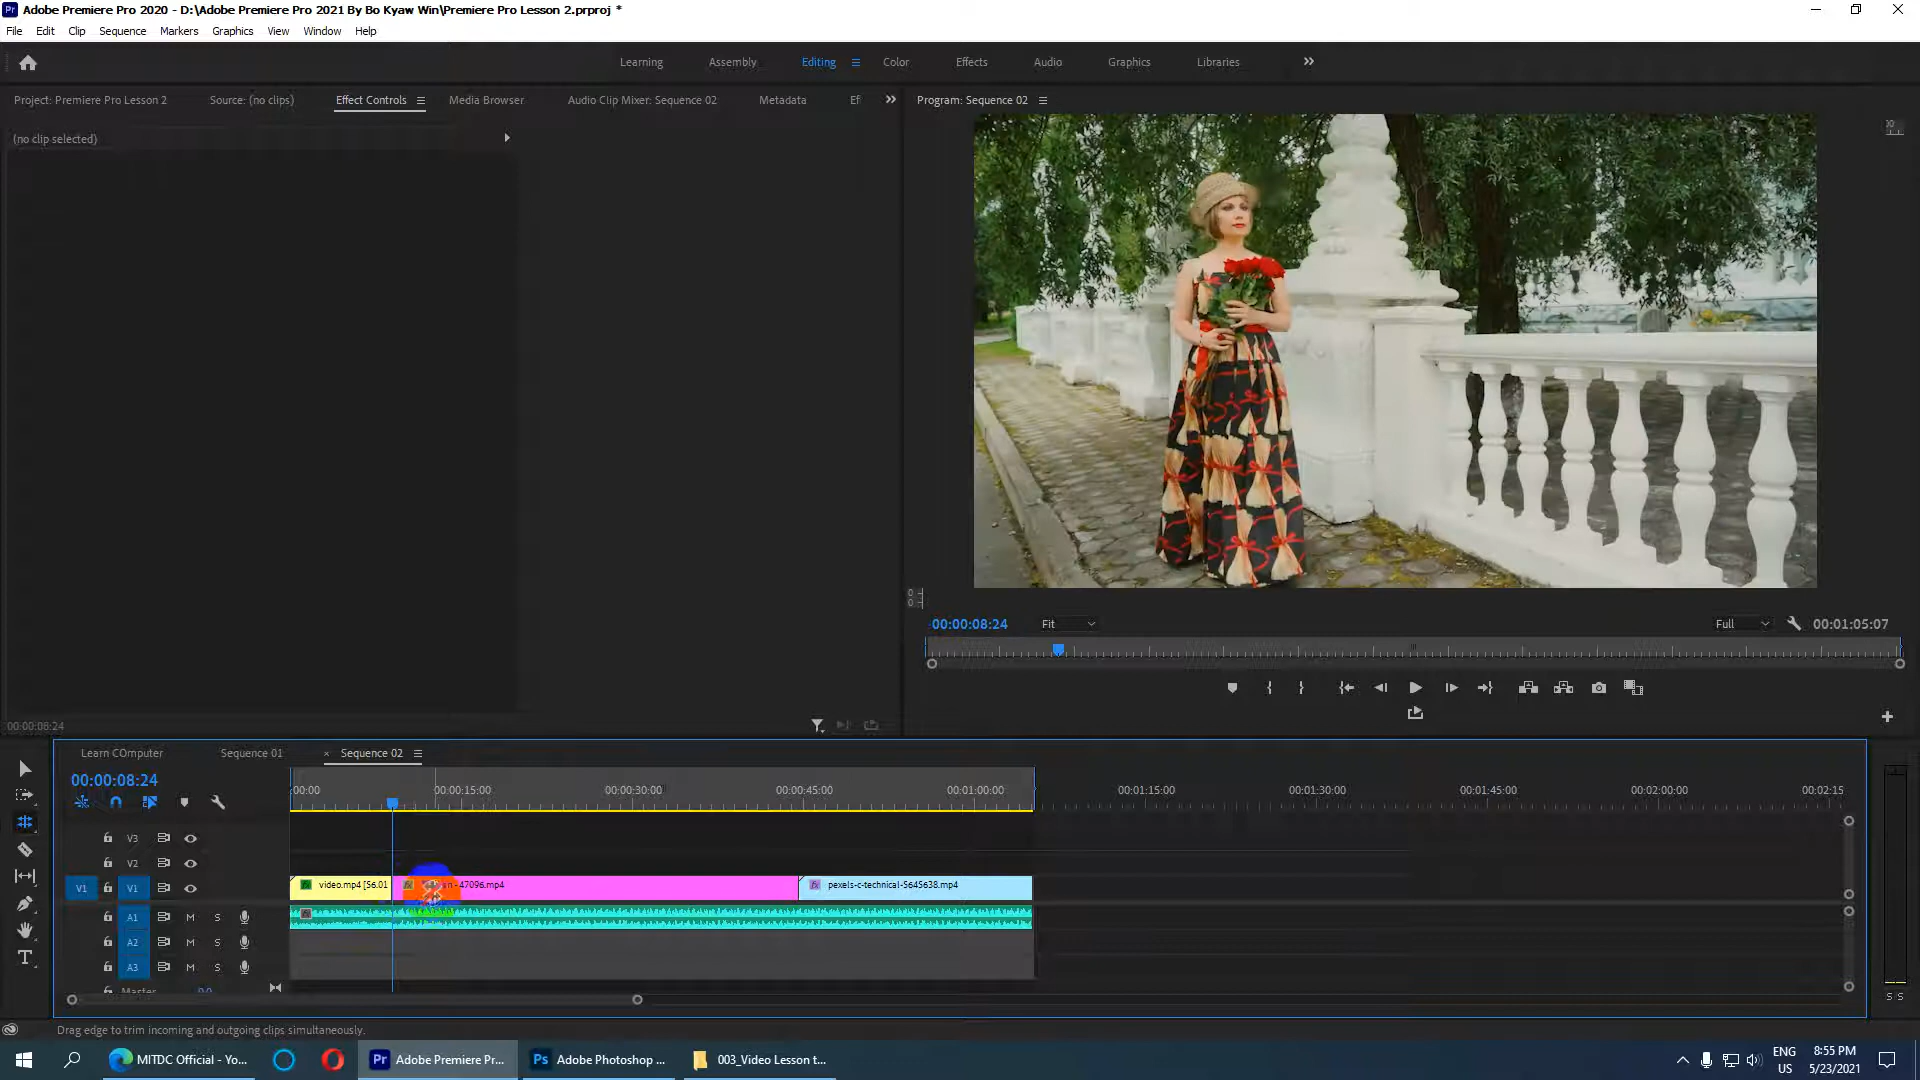 Adobe Premiere Pro 2020 - D:\Adobe Premiere Pro 2021 By Bo Kyaw Win\Premiere Pro Lesson 2.prproj *
File Edit Clip Sequence Markers Graphics View Window Help
Learning Assembly Editing Color Effects Audio Graphics Libraries
Project: Premiere Pro Lesson 2 Source: (no clips) Effect Controls Media Browser Audio Clip Mixer: Sequence 02 Metadata Ef Program: Sequence 02
(no clip selected)
00:00:08:24 Fit Full 00:01:05:07
00:00:08:24
Learn COmputer Sequence 01 Sequence 02
00:00:08:24
:00:00 00:00:15:00 00:00:30:00 00:00:45:00 00:01:00:00 00:01:15:00 00:01:30:00 00:01:45:00 00:02:00:00 00:02:15
V3
V2
V1 V1 video.mp4 [56.01 - 47096.mp4 pexels-c-technical-5645638.mp4
A1 M S
A2 M S
A3 M S
Master 0.0
S S
Drag edge to trim incoming and outgoing clips simultaneously.
MITDC Official - Yo... Pr Adobe Premiere Pr... Ps Adobe Photoshop ... 003_Video Lesson t...
ENG 8:55 PM
US 5/23/2021